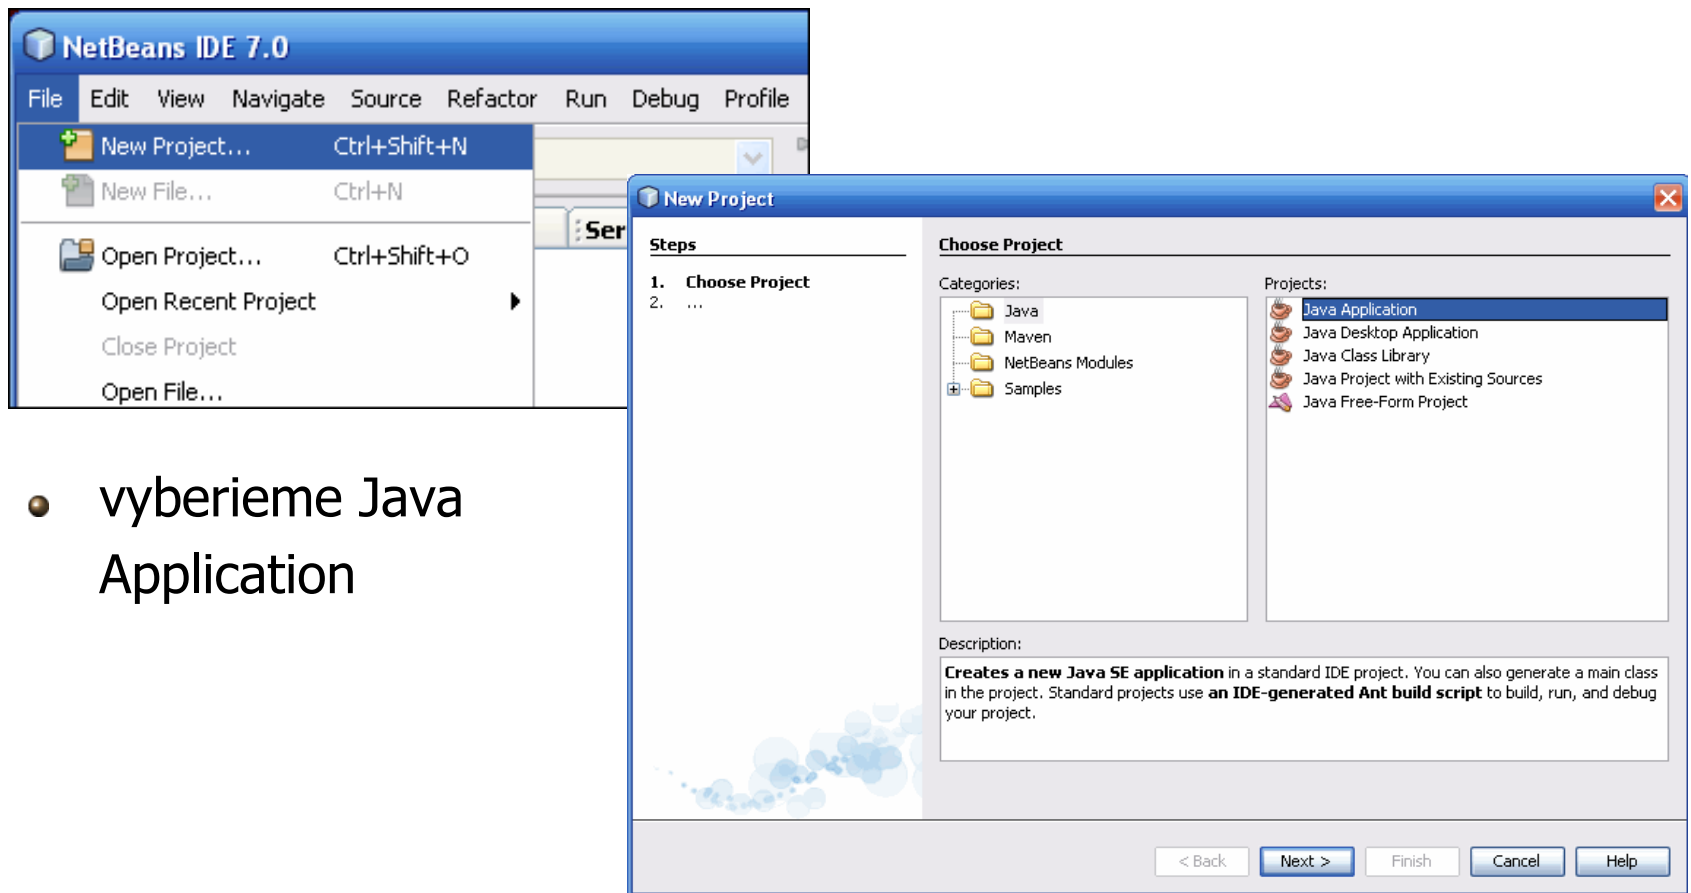 NetBeans IDE 7.0
File Edit View Navigate Source Refactor Run Debug Profile
New Project... Ctrl+Shift+N
New File... Ctrl+N
Ser
Open Project... Ctrl+Shift+O
Open Recent Project
Close Project
Open File...
New Project
Steps
1. Choose Project
2. ...
Choose Project
Categories:
Java
Maven
NetBeans Modules
Samples
Projects:
Java Application
Java Desktop Application
Java Class Library
Java Project with Existing Sources
Java Free-Form Project
Description:
Creates a new Java SE application in a standard IDE project. You can also generate a main class
in the project. Standard projects use an IDE-generated Ant build script to build, run, and debug
your project.
< Back Next > Finish Cancel Help
vyberieme Java
Application